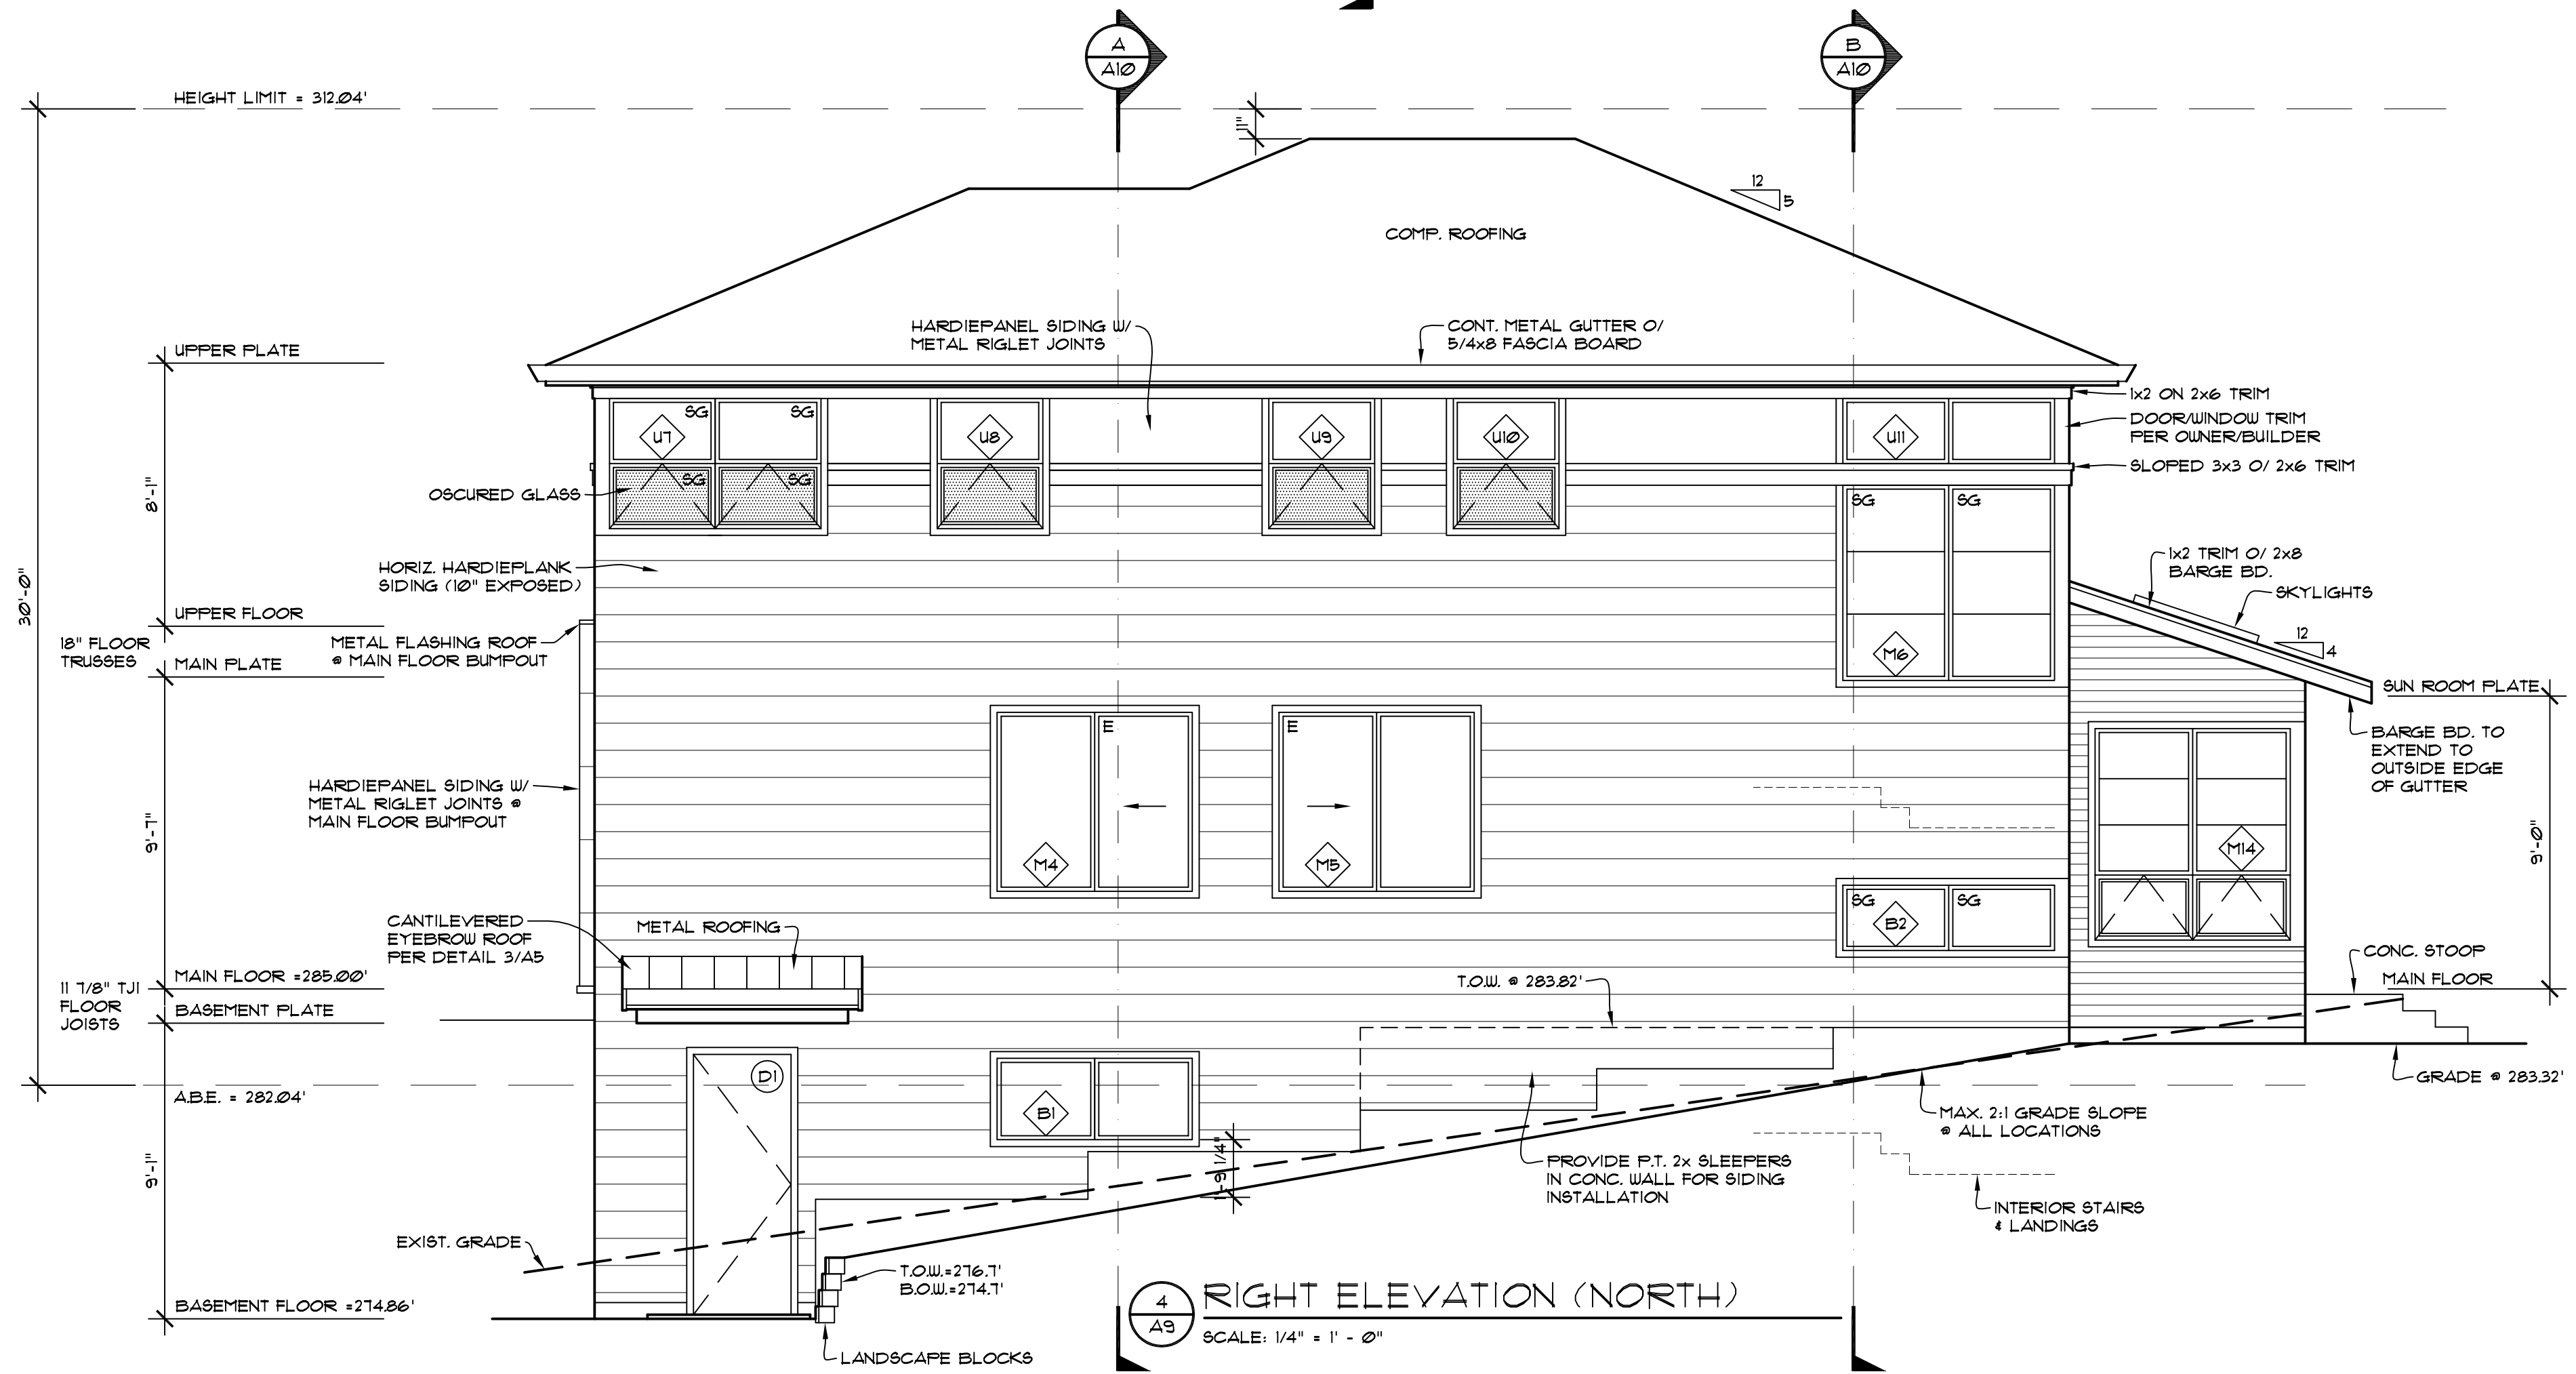 A
A10
B
A10
HEIGHT LIMIT = 312.04'
11"
12
5
COMP. ROOFING
HARDIEPANEL SIDING W/
METAL RIGLET JOINTS
CONT. METAL GUTTER O/
5/4x8 FASCIA BOARD
UPPER PLATE
1x2 ON 2x6 TRIM
DOOR/WINDOW TRIM
PER OWNER/BUILDER
SLOPED 3x3 O/ 2x6 TRIM
SG
SG
U7
U8
U9
U10
U11
SG
SG
SG
SG
OSCURED GLASS
8'-1"
HORIZ. HARDIEPLANK
SIDING (10" EXPOSED)
1x2 TRIM O/ 2x8
BARGE BD.
SKYLIGHTS
30'-0"
UPPER FLOOR
18" FLOOR
TRUSSES
METAL FLASHING ROOF
@ MAIN FLOOR BUMPOUT
MAIN PLATE
M6
12
4
SUN ROOM PLATE
E
E
BARGE BD. TO
EXTEND TO
OUTSIDE EDGE
OF GUTTER
HARDIEPANEL SIDING W/
METAL RIGLET JOINTS @
MAIN FLOOR BUMPOUT
9'-7"
9'-0"
M4
M5
M14
SG
SG
B2
CANTILEVERED
EYEBROW ROOF
PER DETAIL 3/A5
METAL ROOFING
CONC. STOOP
MAIN FLOOR =285.00'
MAIN FLOOR
11 7/8" TJI
FLOOR
JOISTS
BASEMENT PLATE
T.O.W. @ 283.82'
D1
GRADE @ 283.32'
A.B.E. = 282.04'
B1
MAX. 2:1 GRADE SLOPE
@ ALL LOCATIONS
9'-1"
1'-9 1/4"
PROVIDE P.T. 2x SLEEPERS
IN CONC. WALL FOR SIDING
INSTALLATION
INTERIOR STAIRS
& LANDINGS
EXIST. GRADE
T.O.W.=276.7'
B.O.W.=274.7'
BASEMENT FLOOR =274.86'
4
A9
RIGHT ELEVATION (NORTH)
SCALE: 1/4" = 1' - 0"
LANDSCAPE BLOCKS